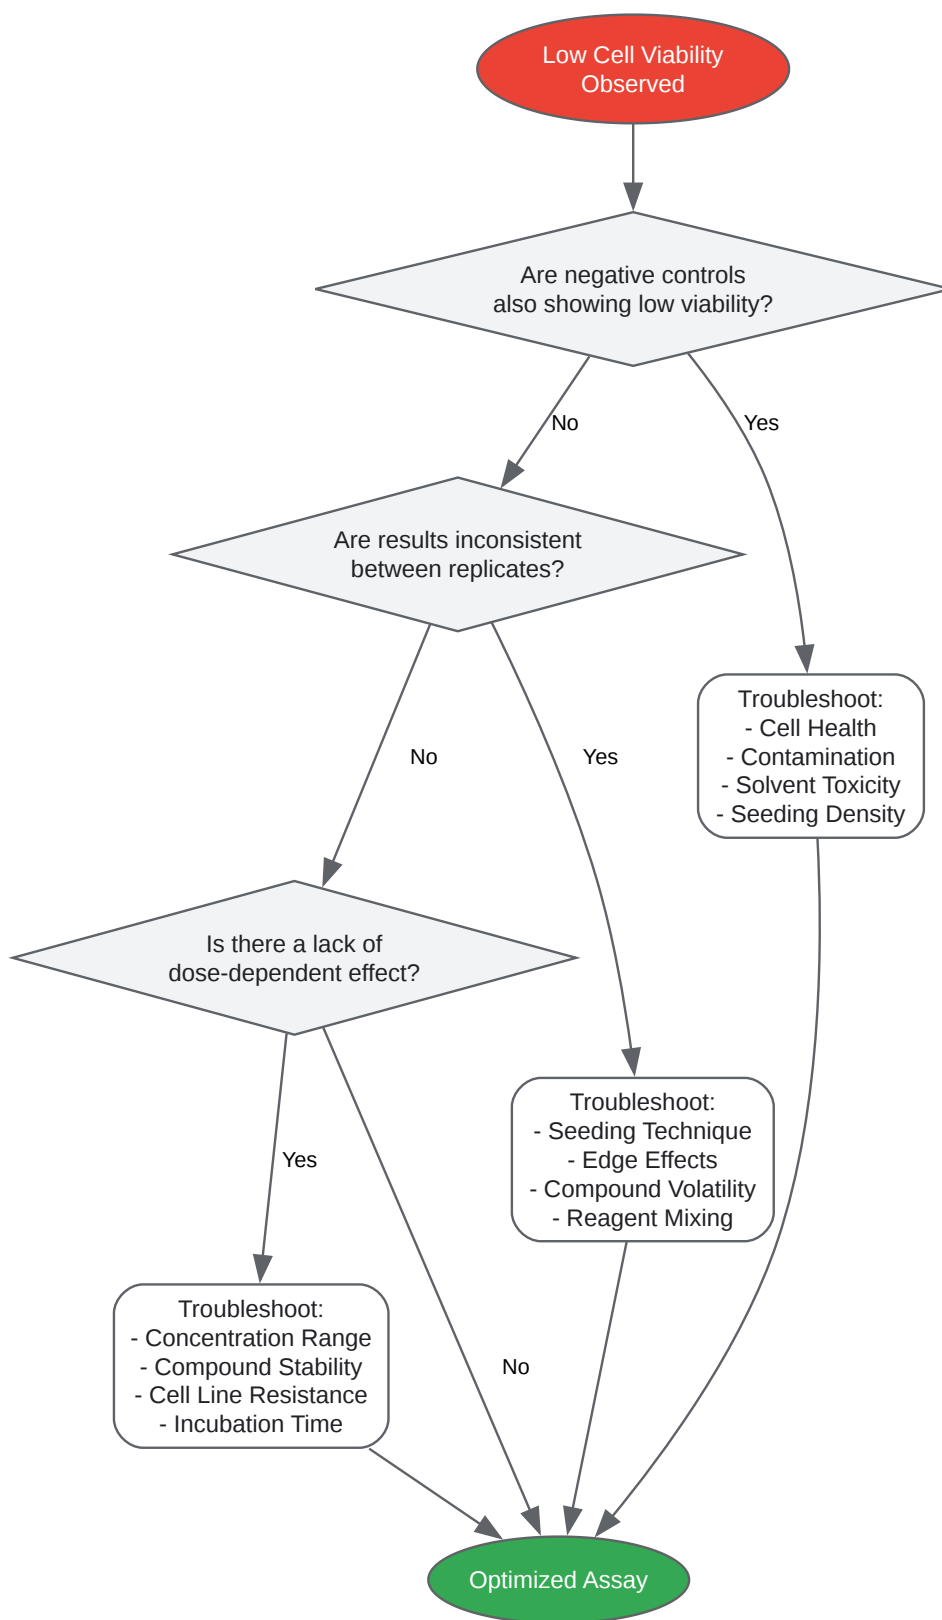 Low Cell Viability
Observed
Are negative controls
also showing low viability?
No
Yes
Are results inconsistent
between replicates?
Troubleshoot:
- Cell Health
- Contamination
- Solvent Toxicity
- Seeding Density
No
Yes
Is there a lack of
dose-dependent effect?
Troubleshoot:
- Seeding Technique
- Edge Effects
- Compound Volatility
- Reagent Mixing
Yes
Troubleshoot:
- Concentration Range
- Compound Stability
- Cell Line Resistance
- Incubation Time
No
Optimized Assay